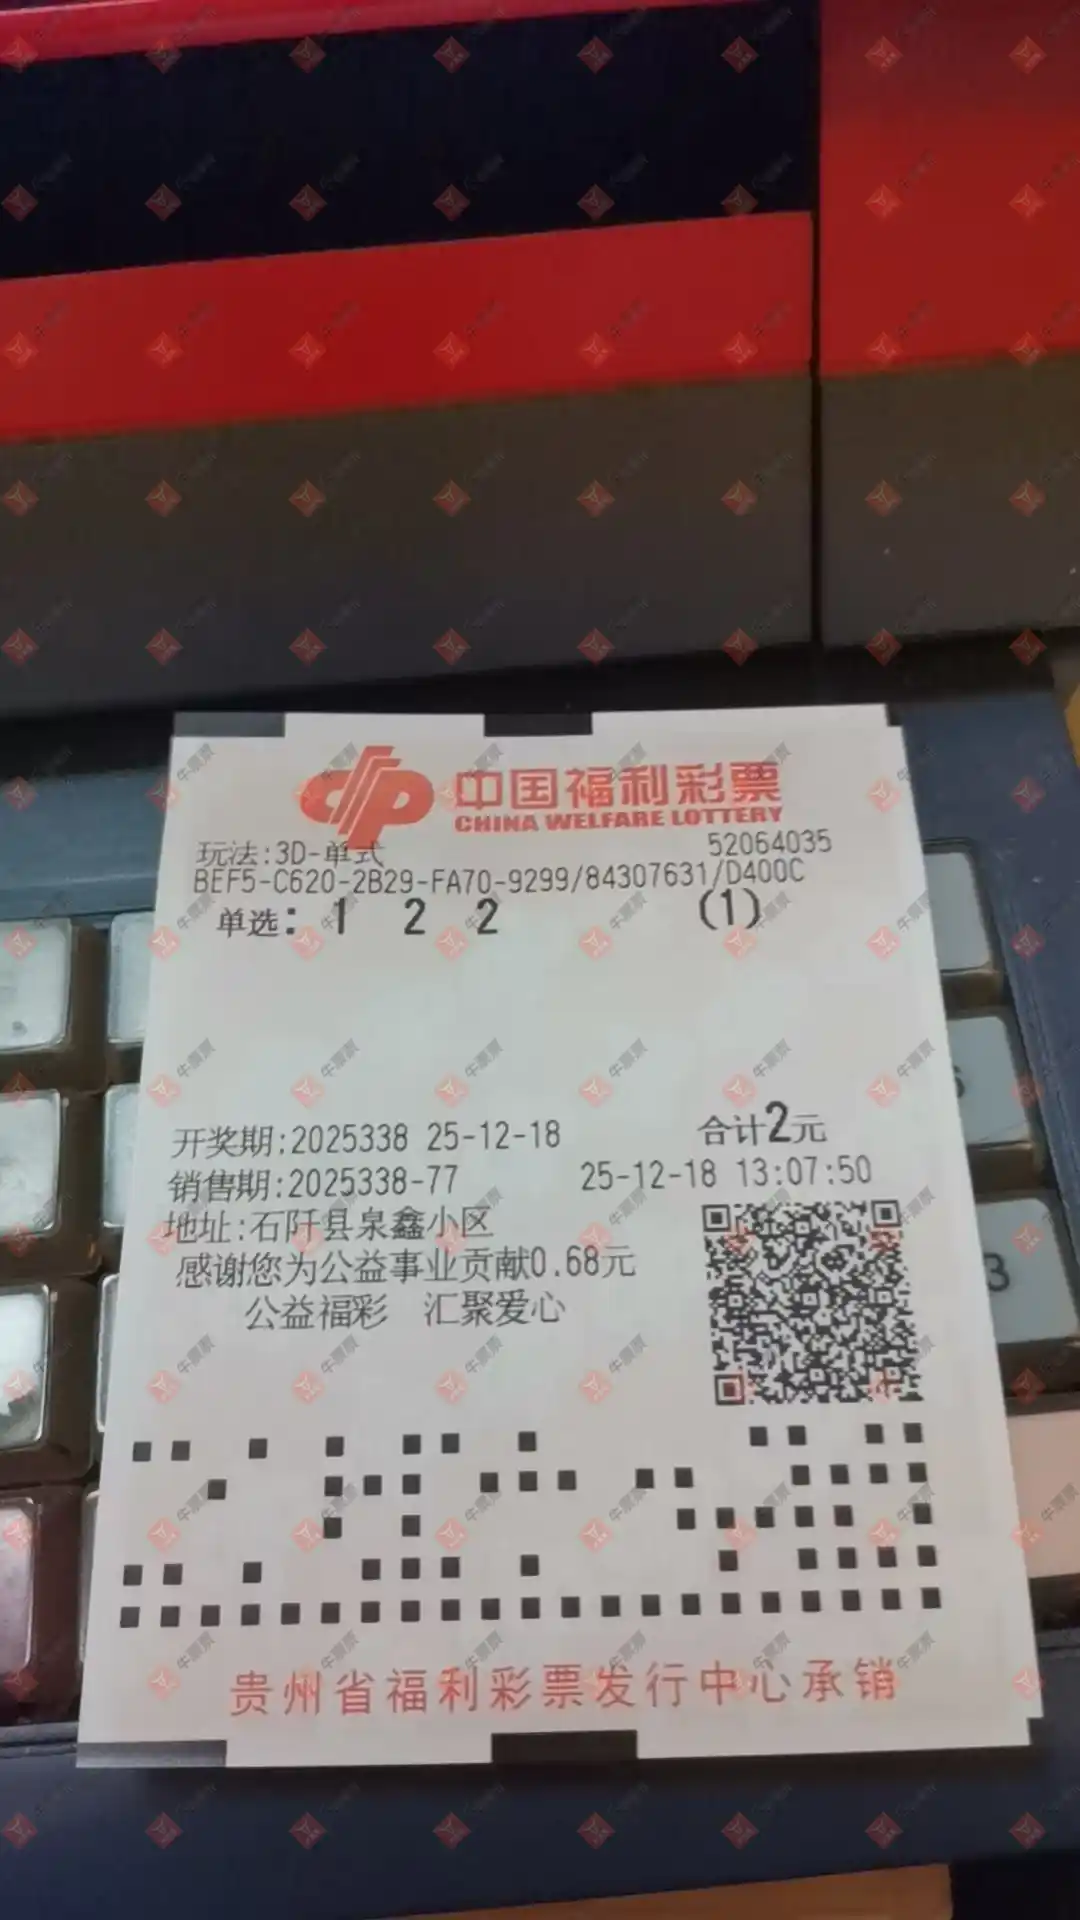 中国福利彩票
CHINA WELFARE LOTTERY
玩法:3D-单式 52064035
BEF5-C620-2B29-FA70-9299/84307631/D400C
单选: 1 2 2 (1)
开奖期:2025338 25-12-18 合计2元
销售期:2025338-77 25-12-18 13:07:50
地址:石阡县泉鑫小区
感谢您为公益事业贡献0.68元
公益福彩 汇聚爱心
3
贵州省福利彩票发行中心承销
牛票票